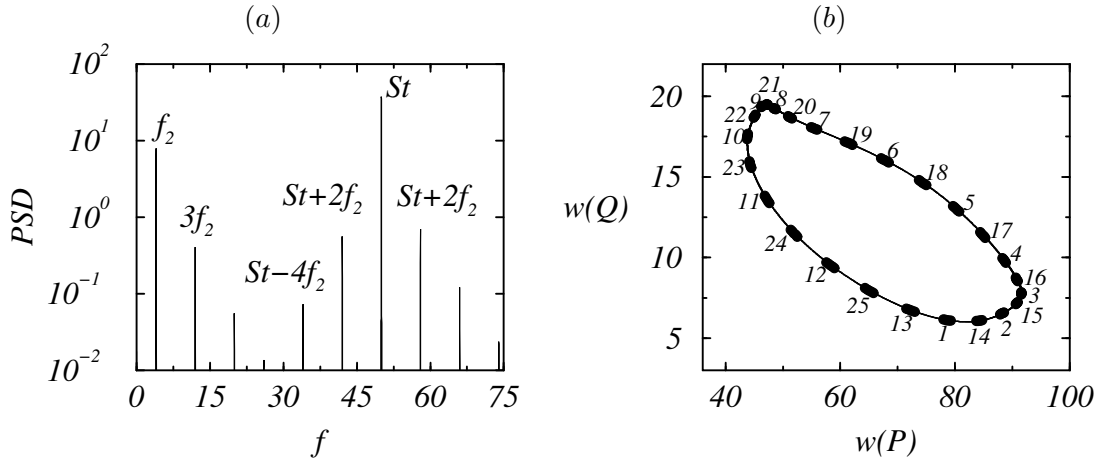 (a)
10^2
10^1
10^0
10^{-1}
10^{-2}
PSD
f_2
3f_2
St−4f_2
St+2f_2
St
St+2f_2
0 15 30 45 60 75
f
(b)
20
15
10
5
w(Q)
21
9 8
22 20 7
10 19
23 6
11 18
24 5
12 17
25 4
13 16
1 14 2 15 3
40 60 80 100
w(P)